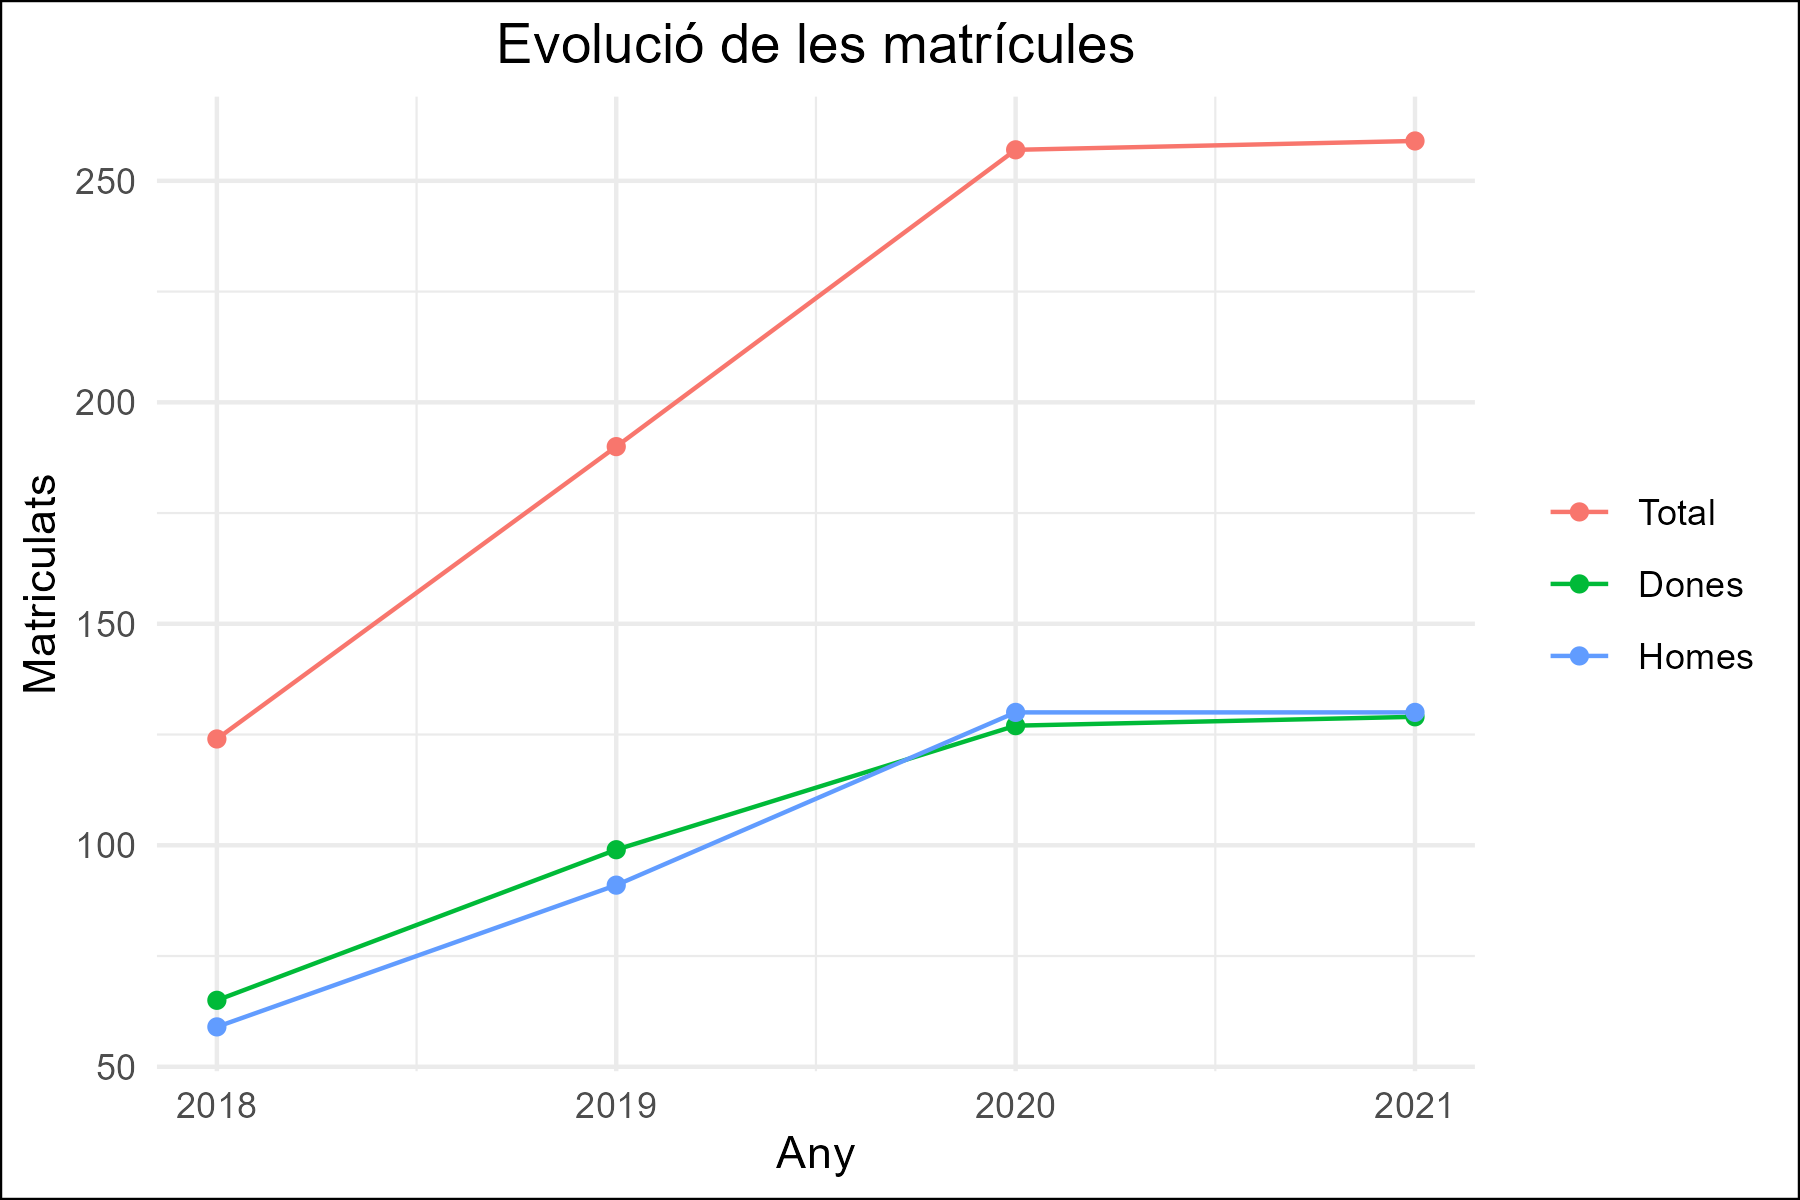 Evolució de les matrícules
250
200
150
100
50
Matriculats
2018
2019
2020
2021
Any
Total
Dones
Homes